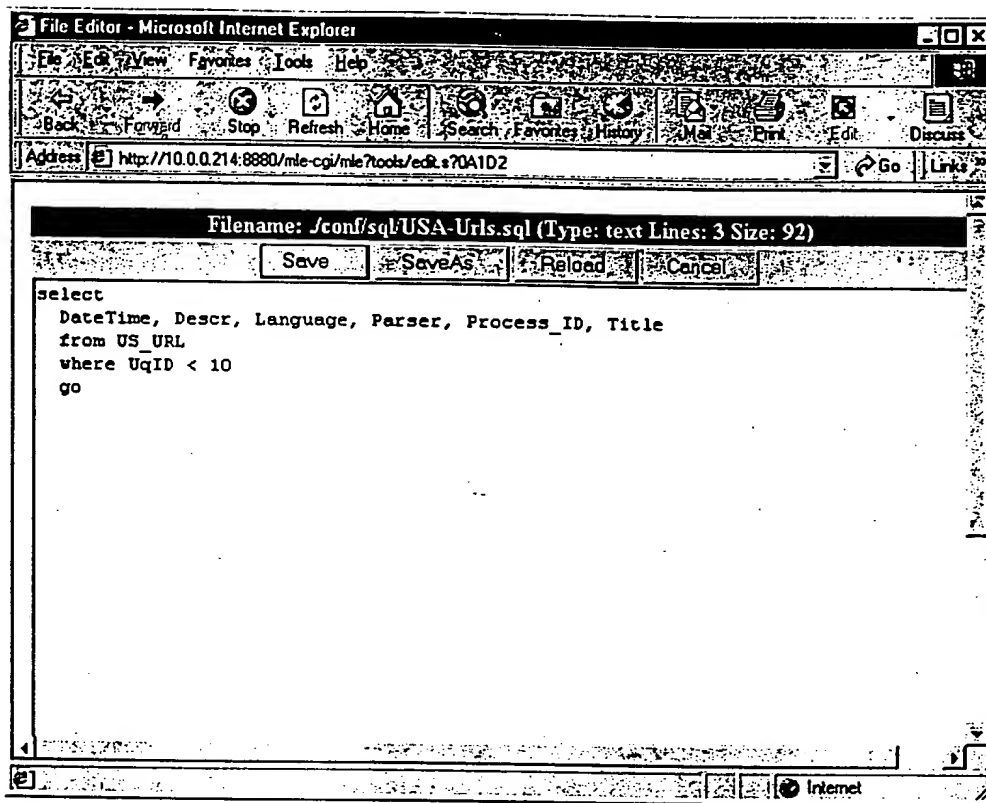 File Editor - Microsoft Internet Explorer
File Edit View Favorites Tools Help
Back Forward Stop Refresh Home Search Favorites History Mail Print Edit Discuss
Address http://10.0.0.214:8880/mle-cgi/mle?tools/edit.s?0A1D2 Go Links »
Filename: ./conf/sql/USA-Urls.sql (Type: text Lines: 3 Size: 92)
Save SaveAs Reload Cancel
select
DateTime, Descr, Language, Parser, Process_ID, Title
from US_URL
where UqID < 10
go
Internet